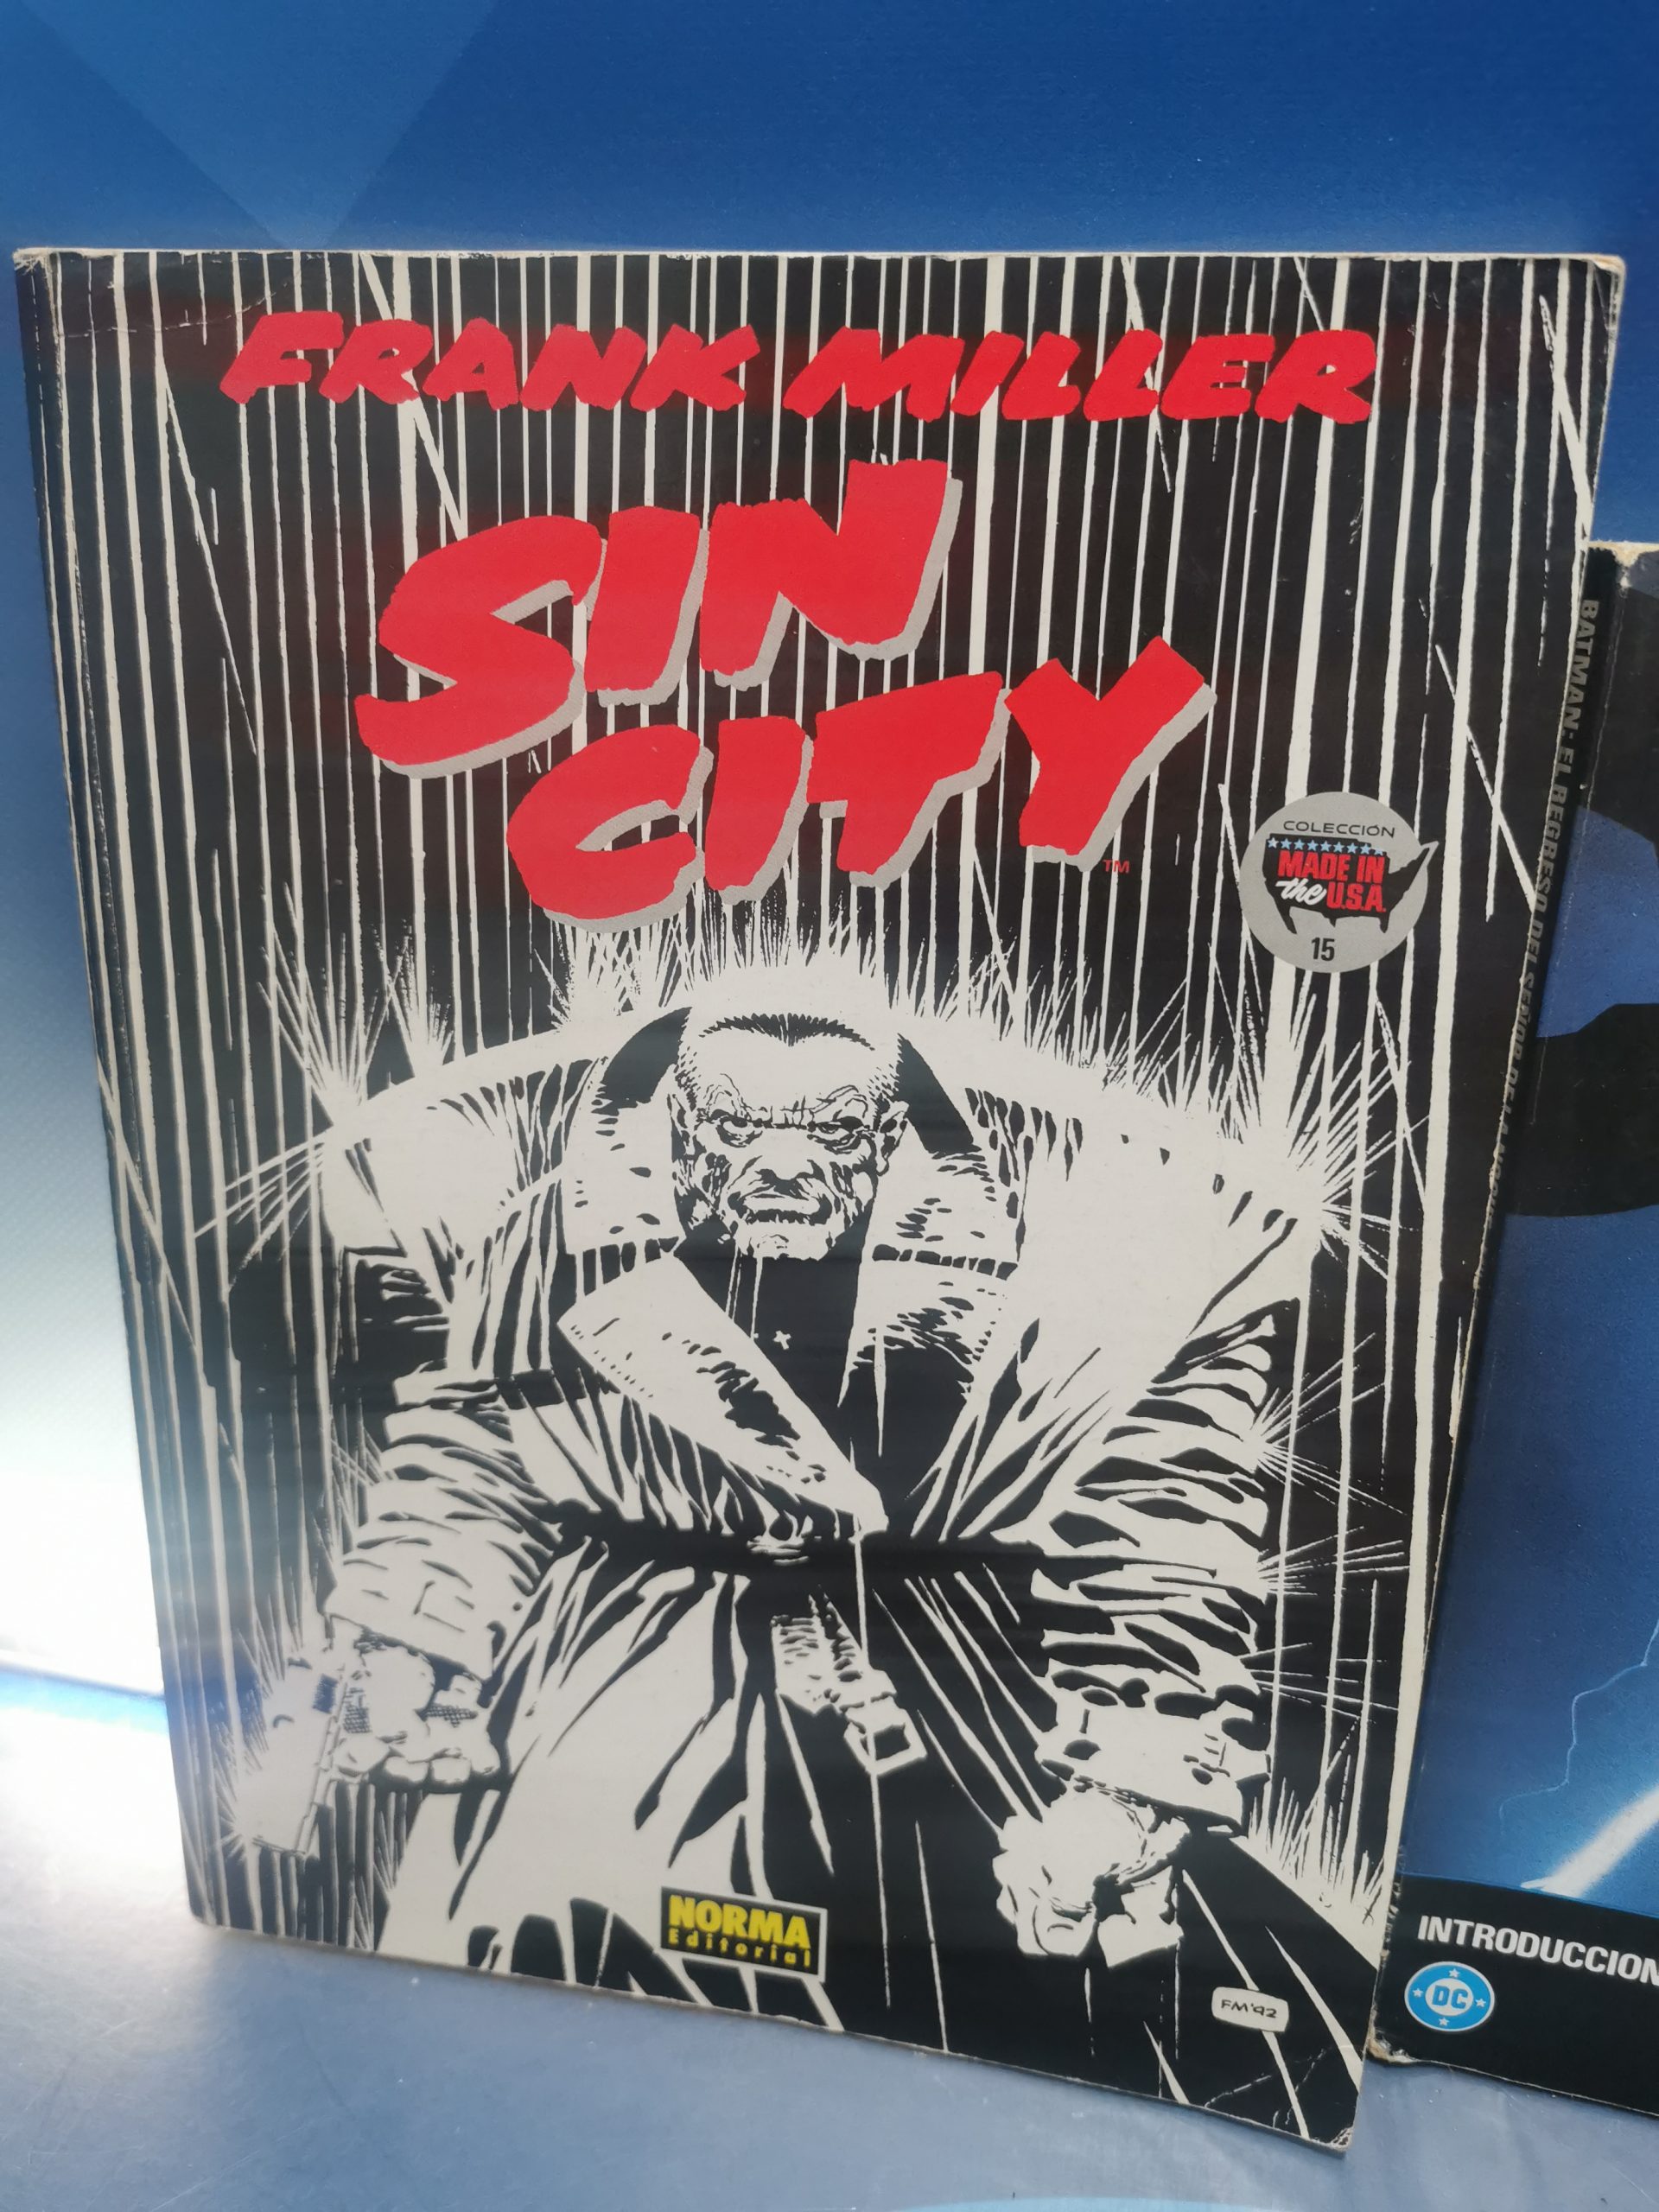 FRANK MILLER
SIN
CITY
TM
COLECCIÓN
MADE IN
the U.S.A.
15
NORMA
Editorial
FM'92
BATMAN: EL REGRESO DEL SEÑOR DE LA NOCHE
INTRODUCCION
DC